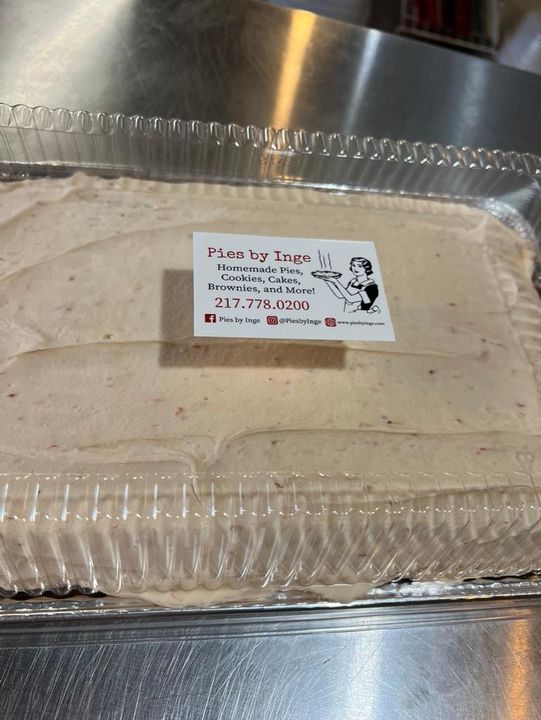 Pies by Inge
Homemade Pies,
Cookies, Cakes,
Brownies, and More!
217.778.0200
Pies by Inge @PiesbyInge www.piesbyinge.com